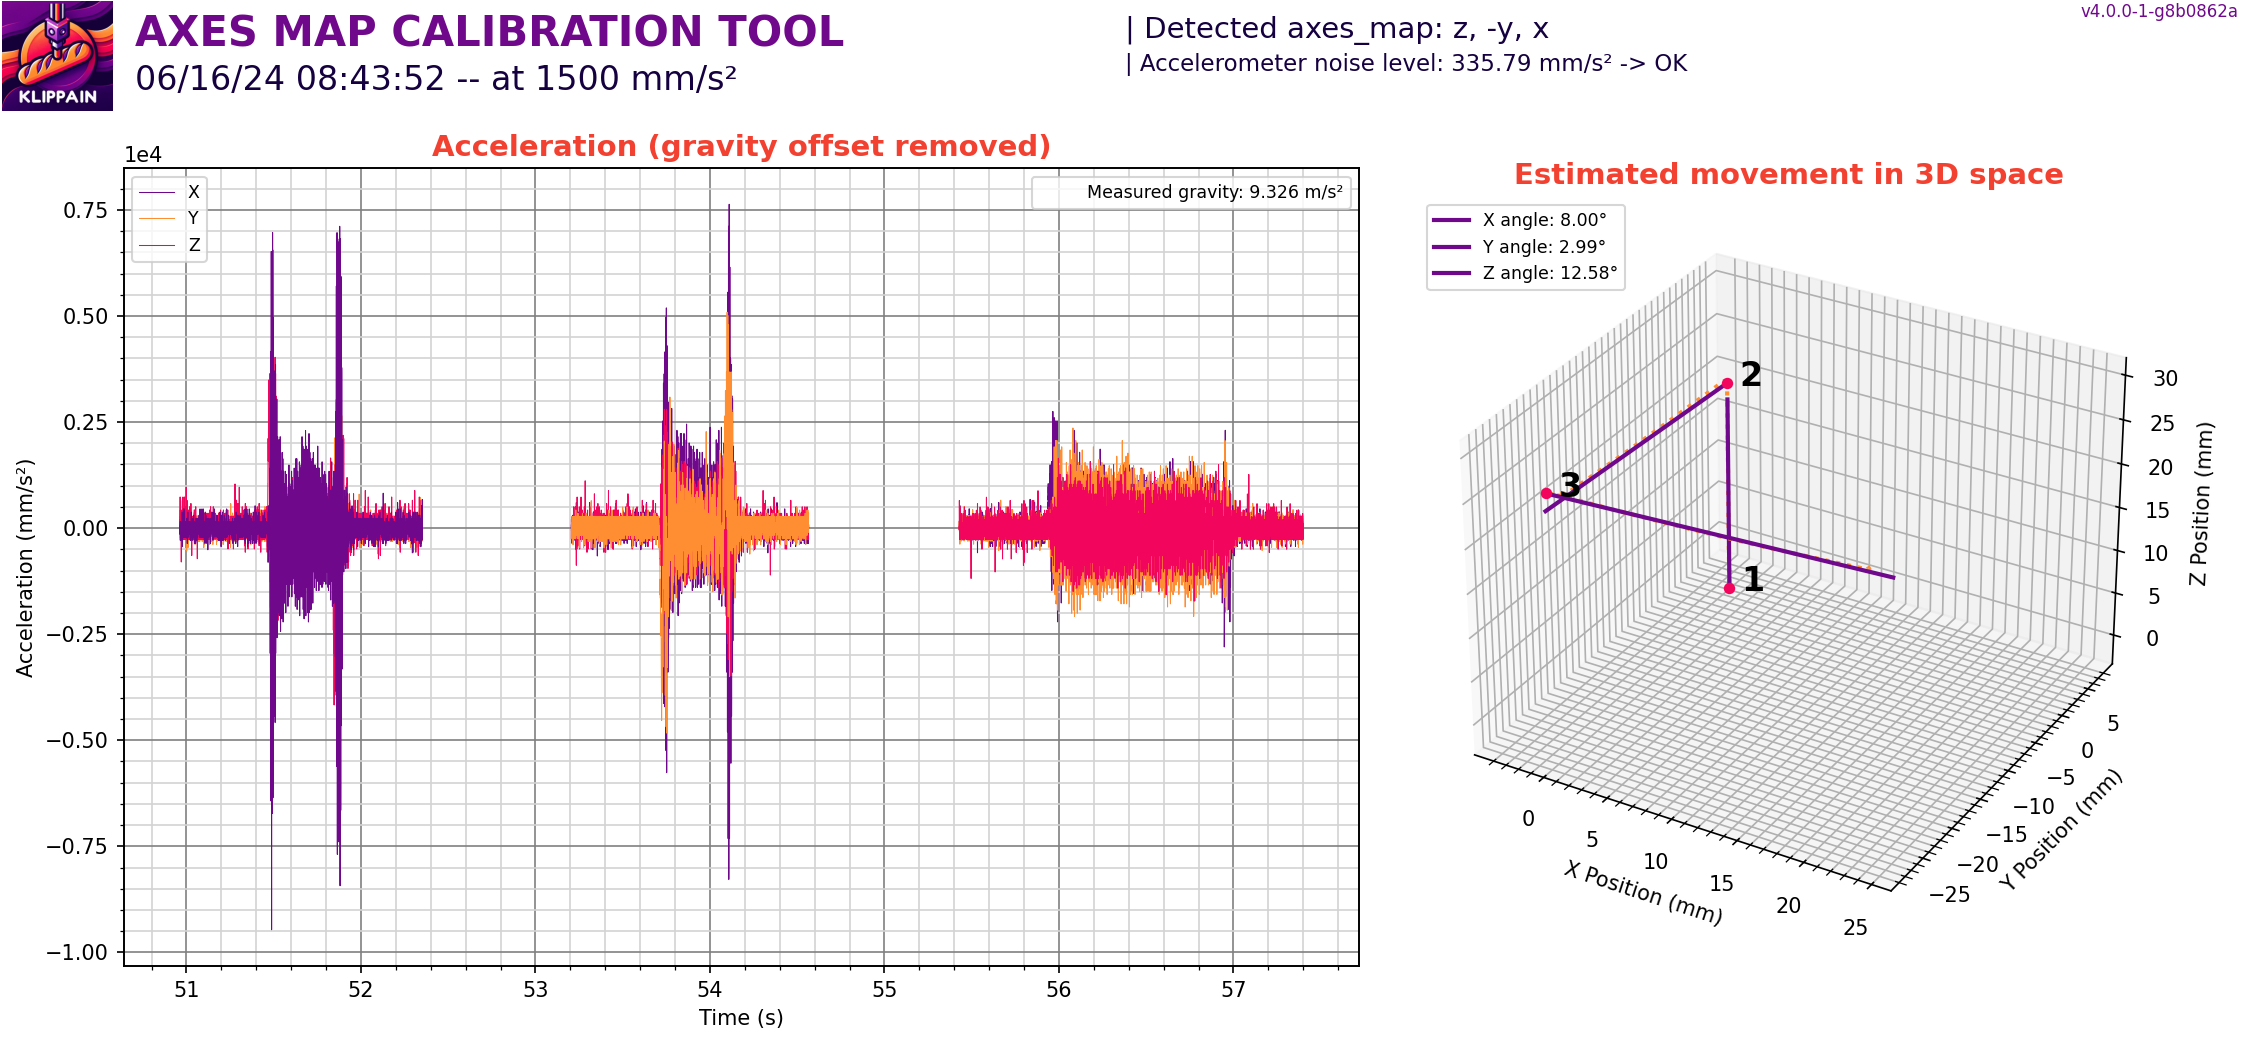 KLIPPAIN
AXES MAP CALIBRATION TOOL
06/16/24 08:43:52 -- at 1500 mm/s²
| Detected axes_map: z, -y, x
| Accelerometer noise level: 335.79 mm/s² -> OK
v4.0.0-1-g8b0862a
Acceleration (gravity offset removed)
1e4
X
Y
Z
Measured gravity: 9.326 m/s²
0.75
0.50
0.25
0.00
−0.25
−0.50
−0.75
−1.00
Acceleration (mm/s²)
51 52 53 54 55 56 57
Time (s)
Estimated movement in 3D space
X angle: 8.00°
Y angle: 2.99°
Z angle: 12.58°
2
3
1
30
25
20
15
10
5
0
Z Position (mm)
5
0
−5
−10
−15
−20
−25
Y Position (mm)
0
5
10
15
20
25
X Position (mm)